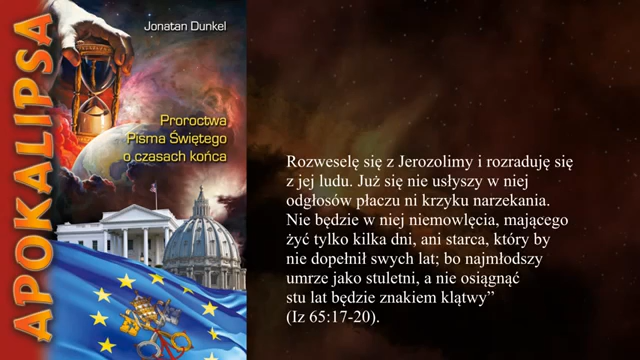 Jonatan Dunkel
APOKALIPSA
Proroctwa
Pisma Świętego
o czasach końca
Rozweselę się z Jerozolimy i rozraduję się
z jej ludu. Już się nie usłyszy w niej
odgłosów płaczu ni krzyku narzekania.
Nie będzie w niej niemowlęcia, mającego
żyć tylko kilka dni, ani starca, który by
nie dopełnił swych lat; bo najmłodszy
umrze jako stuletni, a nie osiągnąć
stu lat będzie znakiem klątwy”
(Iz 65:17-20).